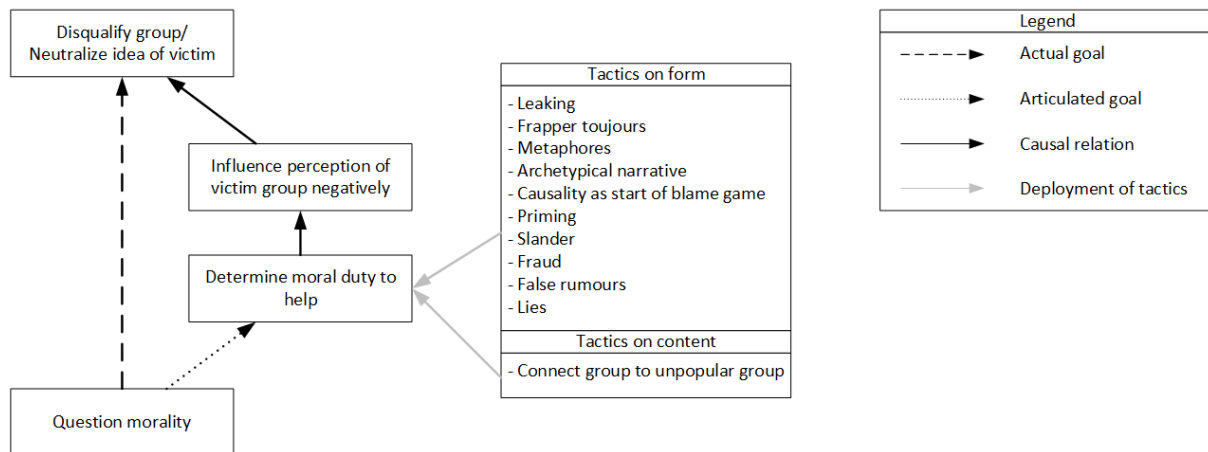 Disqualify group/
Neutralize idea of victim
Influence perception of
victim group negatively
Determine moral duty to
help
Question morality
Tactics on form
- Leaking
- Frapper toujours
- Metaphores
- Archetypical narrative
- Causality as start of blame game
- Priming
- Slander
- Fraud
- False rumours
- Lies
Tactics on content
- Connect group to unpopular group
Legend
Actual goal
Articulated goal
Causal relation
Deployment of tactics